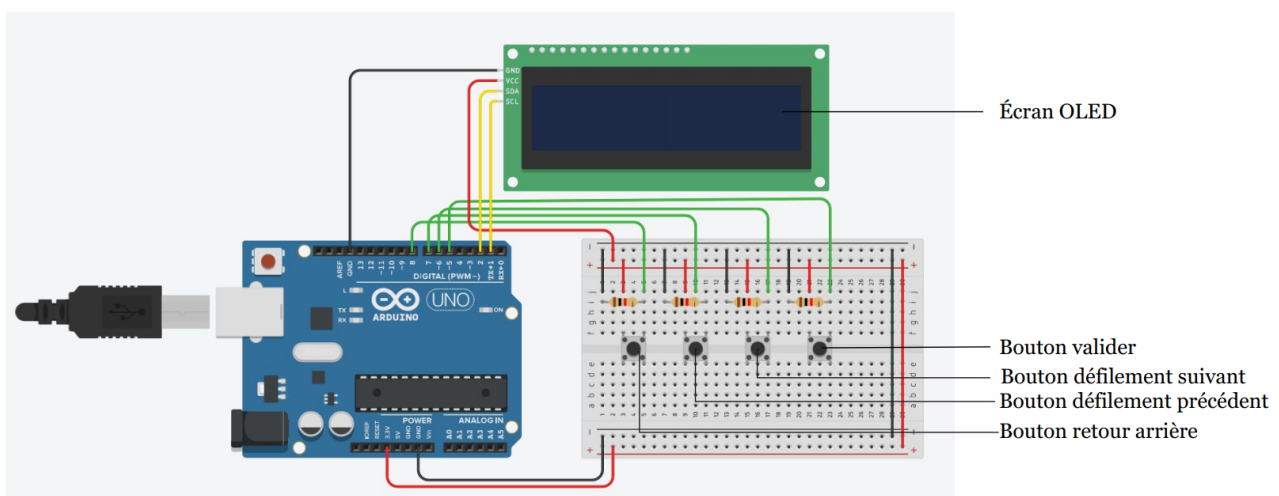 GND
VCC
SDA
SCL
Écran OLED
AREF
GND
13
12
~11
~10
~9
8
7
~6
~5
4
~3
2
TX→1
RX←0
DIGITAL (PWM~)
L
TX
RX
ARDUINO
UNO
ON
IOREF
RESET
3.3V
5V
GND
GND
Vin
POWER
ANALOG IN
A0
A1
A2
A3
A4
A5
Bouton valider
Bouton défilement suivant
Bouton défilement précédent
Bouton retour arrière